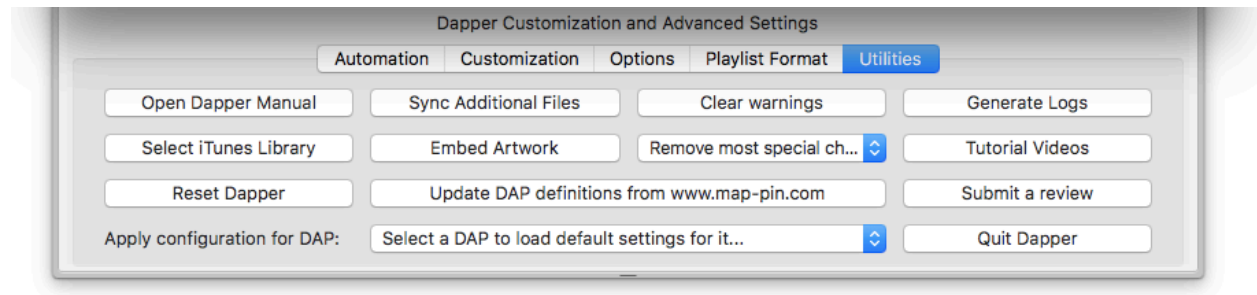 Dapper Customization and Advanced Settings
Automation Customization Options Playlist Format Utilities
Open Dapper Manual Sync Additional Files Clear warnings Generate Logs
Select iTunes Library Embed Artwork Remove most special ch... Tutorial Videos
Reset Dapper Update DAP definitions from www.map-pin.com Submit a review
Apply configuration for DAP: Select a DAP to load default settings for it... Quit Dapper